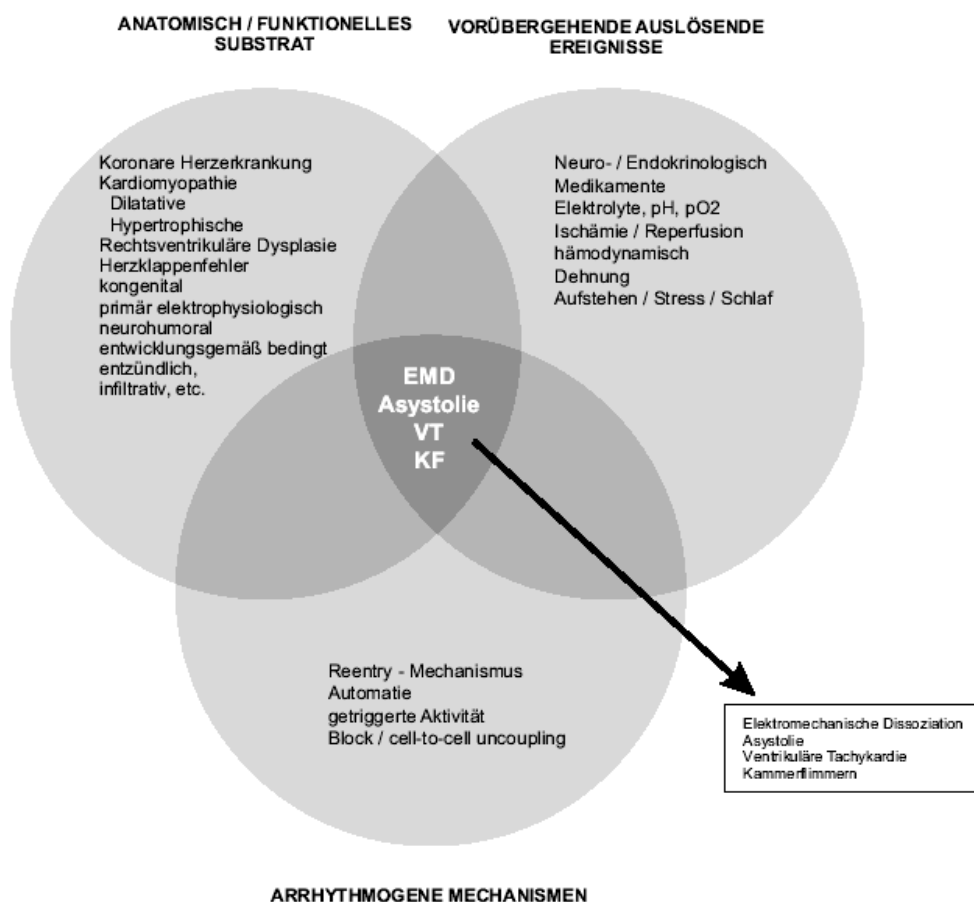 ANATOMISCH / FUNKTIONELLES
SUBSTRAT
VORÜBERGEHENDE AUSLÖSENDE
EREIGNISSE
Koronare Herzerkrankung
Kardiomyopathie
Dilatative
Hypertrophische
Rechtsventrikuläre Dysplasie
Herzklappenfehler
kongenital
primär elektrophysiologisch
neurohumoral
entwicklungsgemäß bedingt
entzündlich,
infiltrativ, etc.
Neuro- / Endokrinologisch
Medikamente
Elektrolyte, pH, pO2
Ischämie / Reperfusion
hämodynamisch
Dehnung
Aufstehen / Stress / Schlaf
EMD
Asystolie
VT
KF
Reentry - Mechanismus
Automatie
getriggerte Aktivität
Block / cell-to-cell uncoupling
Elektromechanische Dissoziation
Asystolie
Ventrikuläre Tachykardie
Kammerflimmern
ARRHYTHMOGENE MECHANISMEN